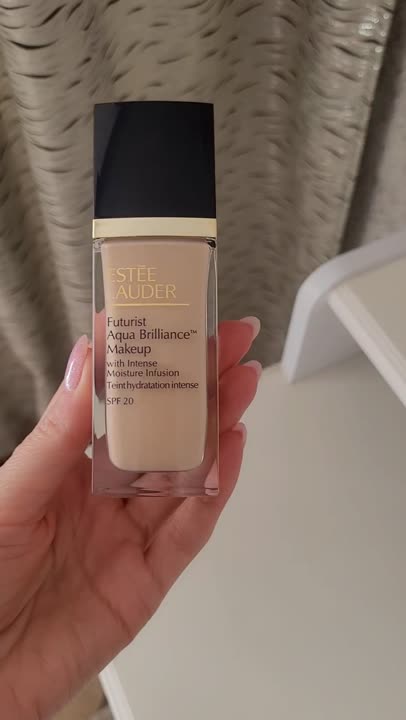 ESTĒE
LAUDER
Futurist
Aqua Brilliance™
Makeup
with Intense
Moisture Infusion
Teint hydratation intense
SPF 20